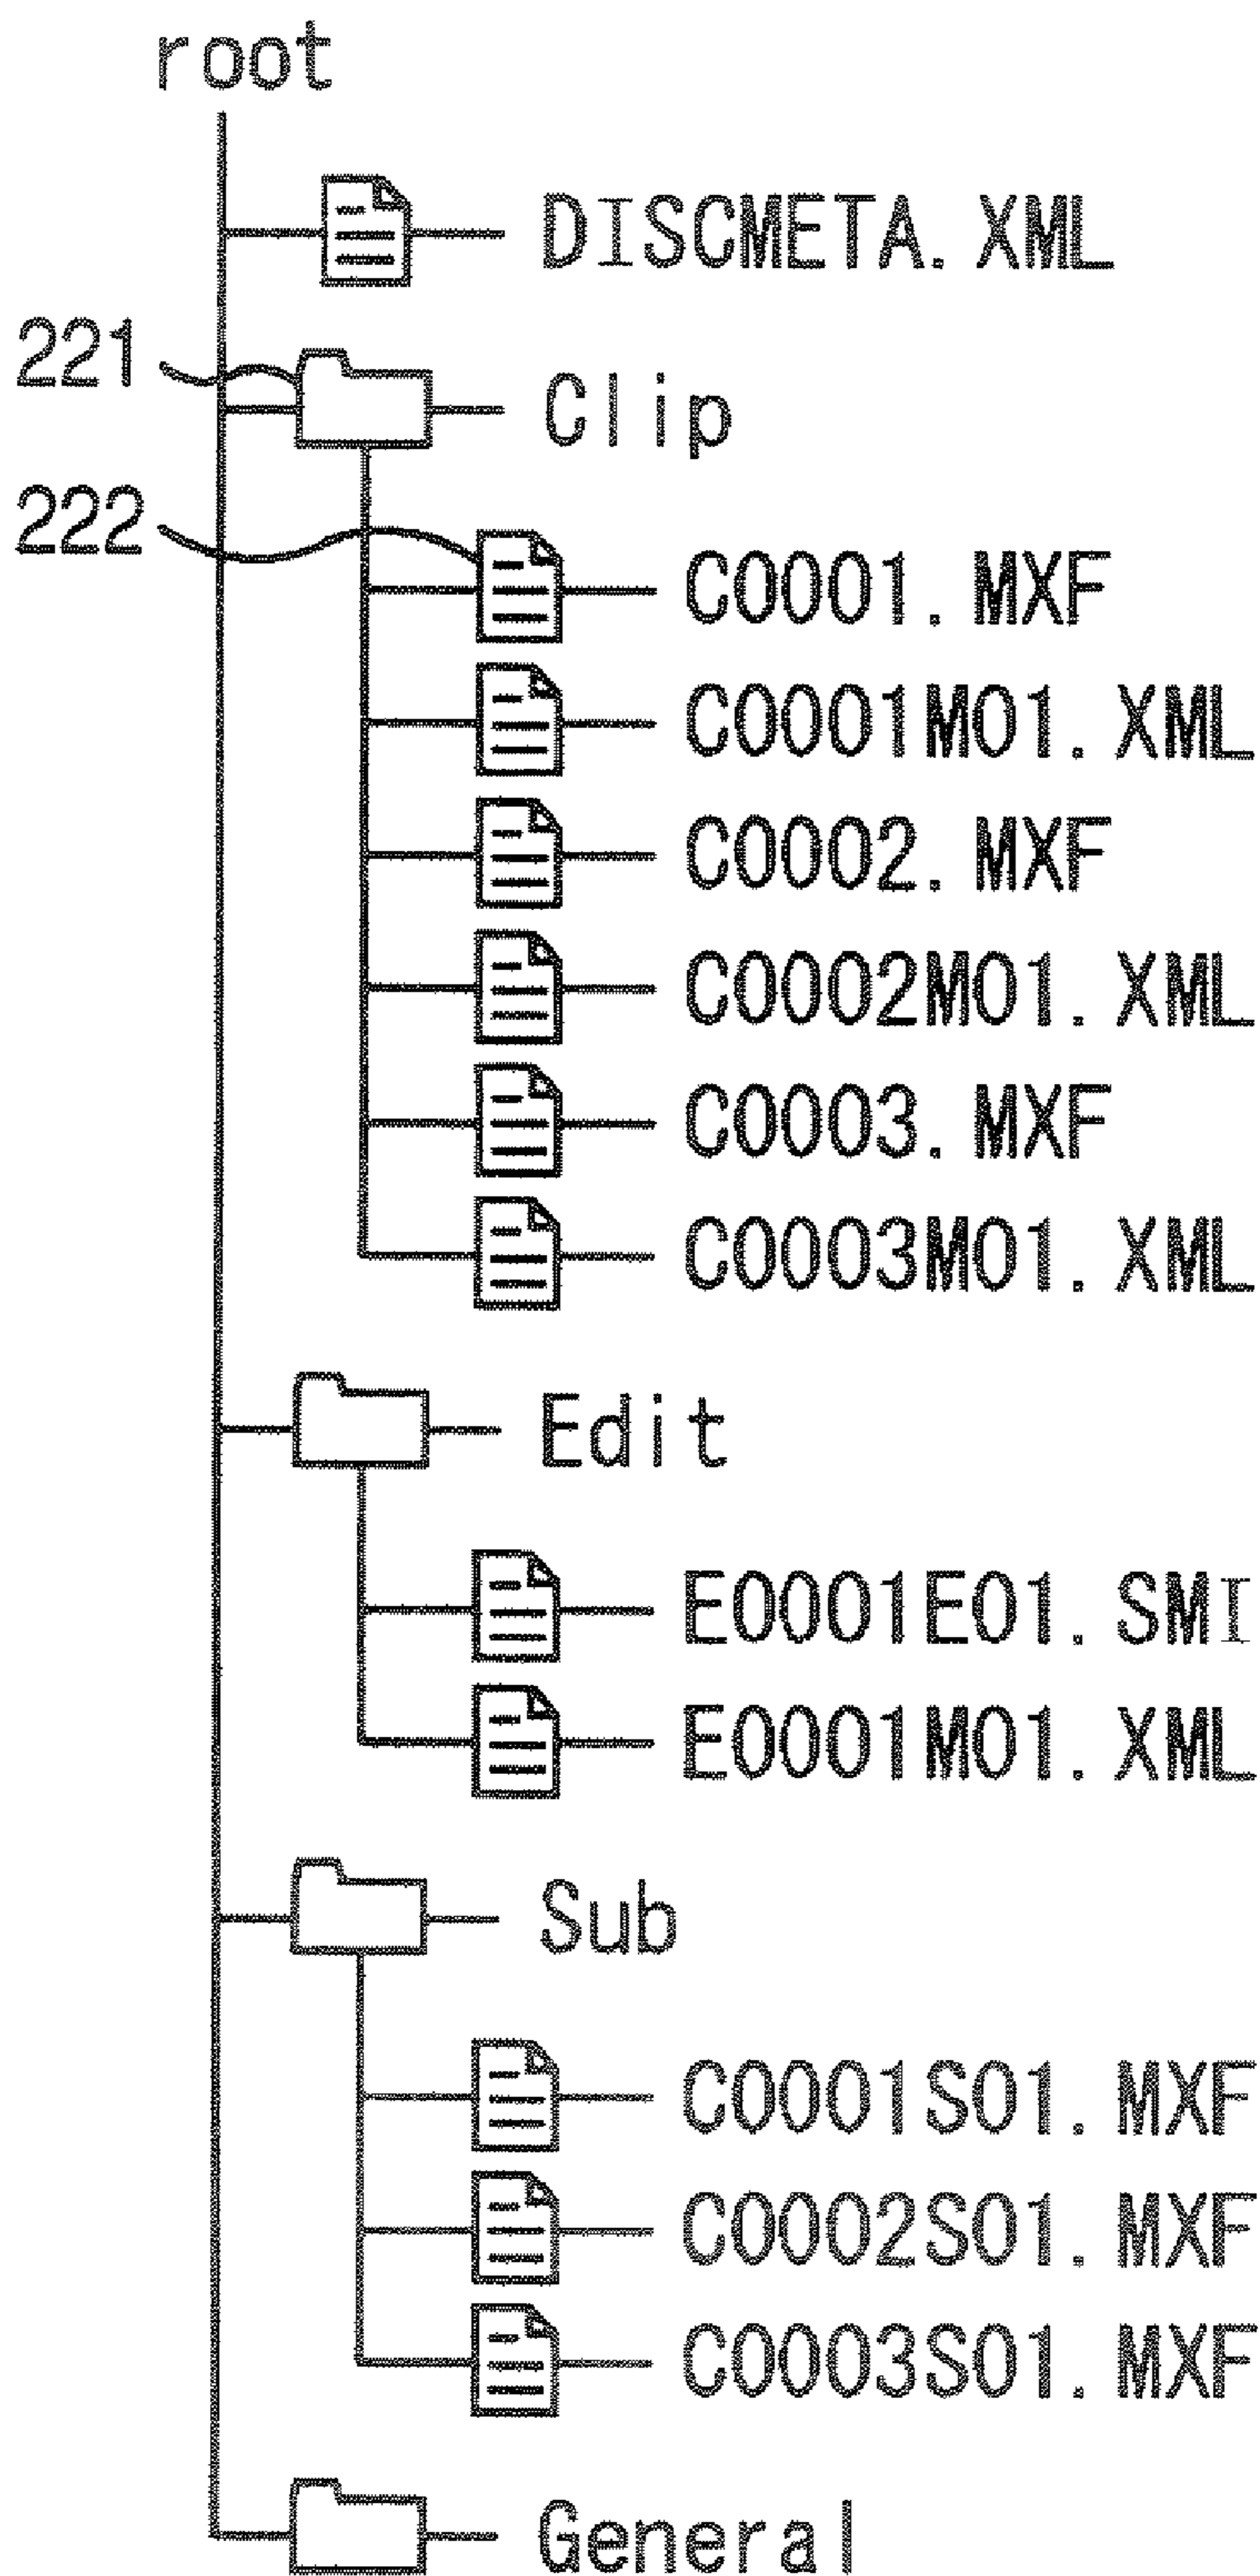 root
DISCMETA.XML
221
Clip
222
C0001.MXF
C0001M01.XML
C0002.MXF
C0002M01.XML
C0003.MXF
C0003M01.XML
Edit
E0001E01.SMI
E0001M01.XML
Sub
C0001S01.MXF
C0002S01.MXF
C0003S01.MXF
General